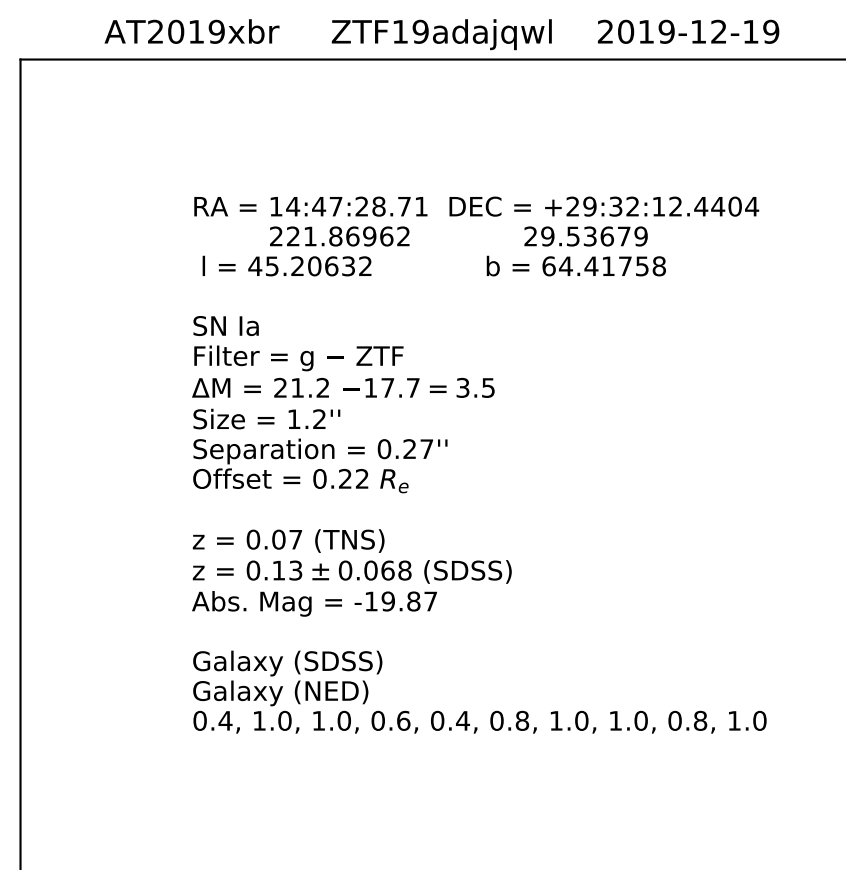 AT2019xbr ZTF19adajqwl 2019-12-19
RA = 14:47:28.71 DEC = +29:32:12.4404
221.86962 29.53679
l = 45.20632 b = 64.41758
SN Ia
Filter = g − ZTF
ΔM = 21.2 −17.7 = 3.5
Size = 1.2''
Separation = 0.27''
Offset = 0.22 Rₑ
z = 0.07 (TNS)
z = 0.13 ± 0.068 (SDSS)
Abs. Mag = -19.87
Galaxy (SDSS)
Galaxy (NED)
0.4, 1.0, 1.0, 0.6, 0.4, 0.8, 1.0, 1.0, 0.8, 1.0